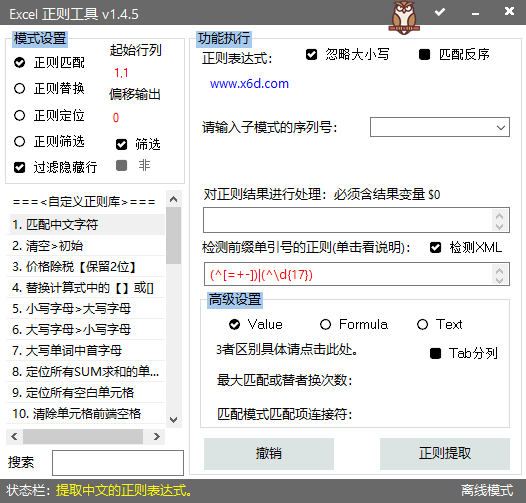 Excel 正则工具 v1.4.5
模式设置
正则匹配
正则替换
正则定位
正则筛选
过滤隐藏行
起始行列
1,1
偏移输出
0
筛选
非
===<自定义正则库>===
1. 匹配中文字符
2. 清空>初始
3. 价格除税【保留2位】
4. 替换计算式中的【】或[]
5. 小写字母>大写字母
6. 大写字母>小写字母
7. 大写单词中首字母
8. 定位所有SUM求和的单...
9. 定位所有空白单元格
10. 清除单元格前端空格
搜索
功能执行
正则表达式:
忽略大小写
匹配反序
www.x6d.com
请输入子模式的序列号:
对正则结果进行处理: 必须含结果变量 $0
检测前缀单引号的正则(单击看说明):
检测XML
(^[=+-])|(^\d{17})
高级设置
Value
Formula
Text
3者区别具体请点击此处。
Tab分列
最大匹配或替者换次数:
匹配模式匹配项连接符:
撤销
正则提取
状态栏: 提取中文的正则表达式。
离线模式